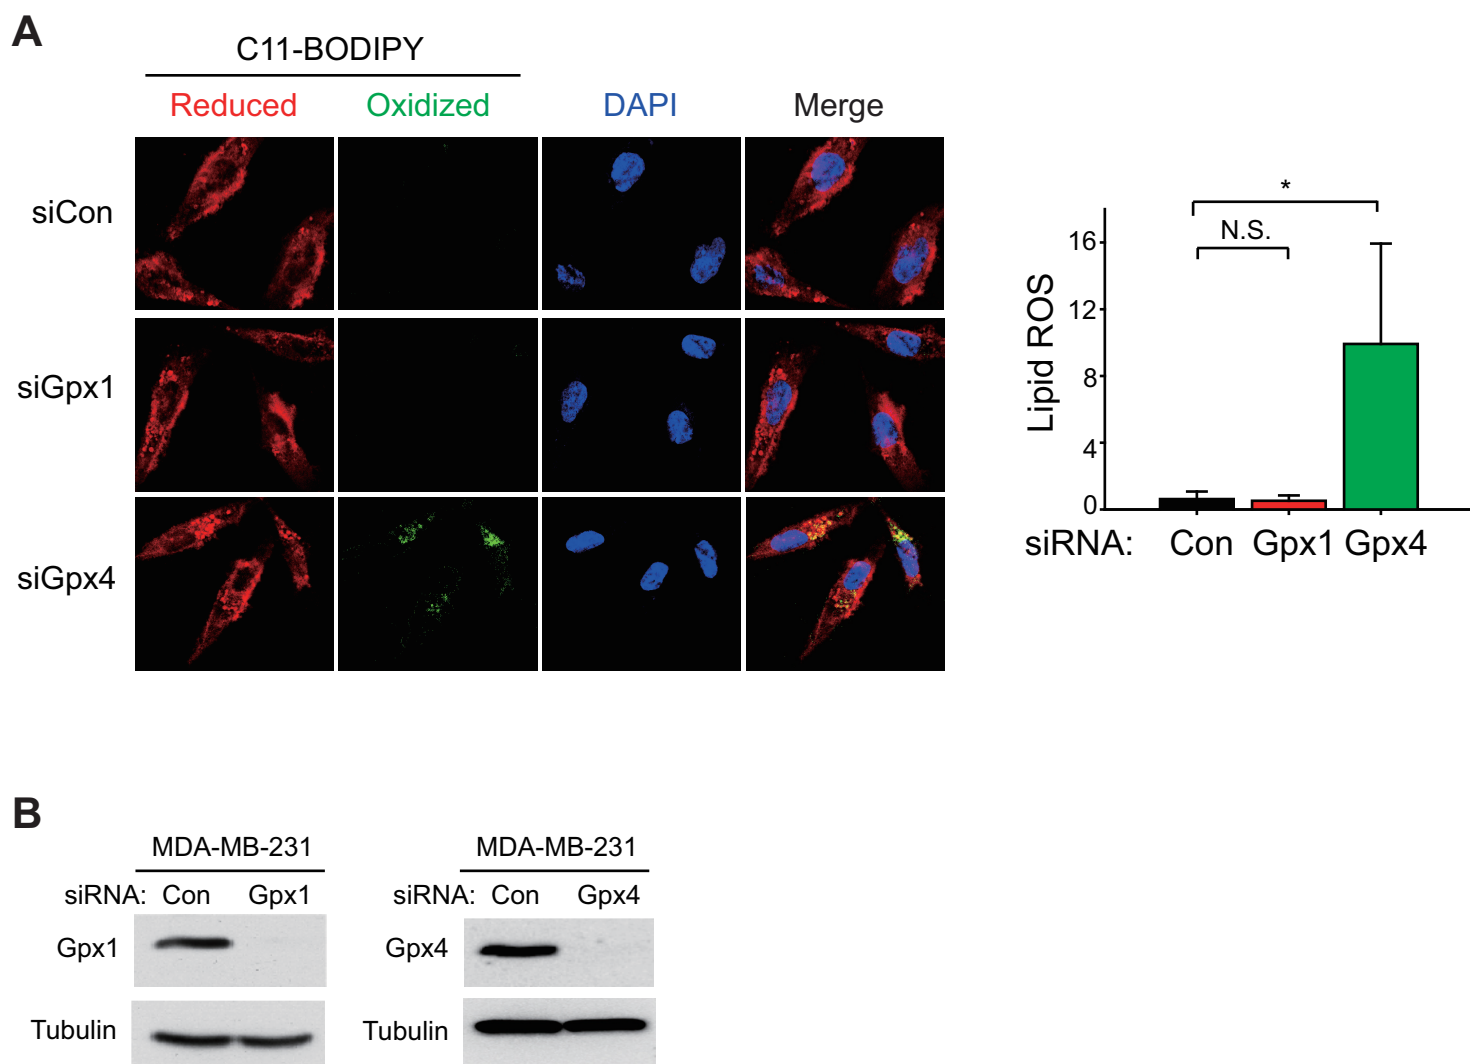 A
C11-BODIPY
Reduced Oxidized DAPI Merge
siCon
siGpx1
siGpx4
*
N.S.
Lipid ROS
16
12
8
4
0
siRNA: Con Gpx1 Gpx4
B
MDA-MB-231
siRNA: Con Gpx1
Gpx1
Tubulin
MDA-MB-231
siRNA: Con Gpx4
Gpx4
Tubulin